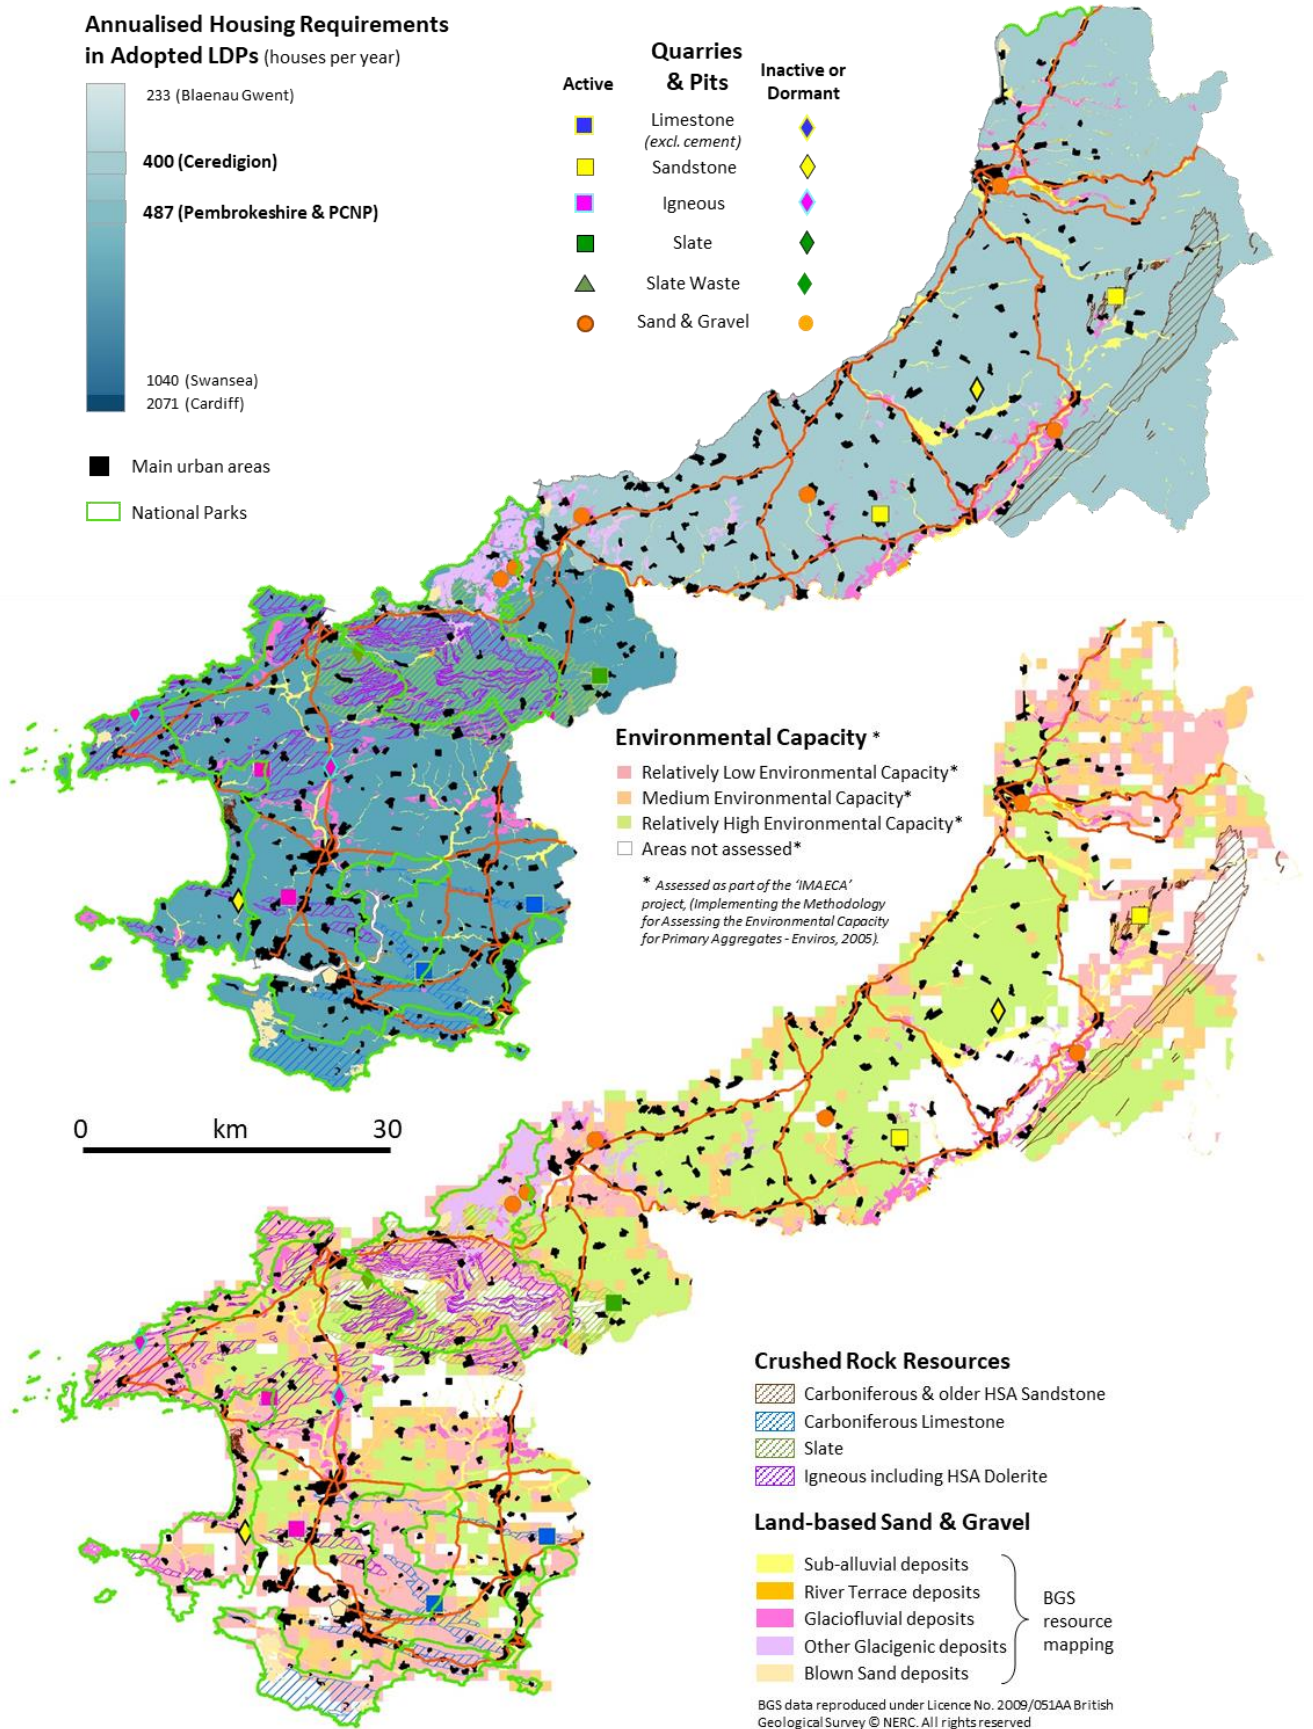 Annualised Housing Requirements
in Adopted LDPs (houses per year)
233 (Blaenau Gwent)
400 (Ceredigion)
487 (Pembrokeshire & PCNP)
1040 (Swansea)
2071 (Cardiff)
Main urban areas
National Parks
Quarries
& Pits
Active
Inactive or
Dormant
Limestone
(excl. cement)
Sandstone
Igneous
Slate
Slate Waste
Sand & Gravel
Environmental Capacity *
Relatively Low Environmental Capacity*
Medium Environmental Capacity*
Relatively High Environmental Capacity*
Areas not assessed*
* Assessed as part of the ‘IMAECA’
project, (Implementing the Methodology
for Assessing the Environmental Capacity
for Primary Aggregates - Enviros, 2005).
0 km 30
Crushed Rock Resources
Carboniferous & older HSA Sandstone
Carboniferous Limestone
Slate
Igneous including HSA Dolerite
Land-based Sand & Gravel
Sub-alluvial deposits
River Terrace deposits
Glaciofluvial deposits
Other Glacigenic deposits
Blown Sand deposits
BGS
resource
mapping
BGS data reproduced under Licence No. 2009/051AA British
Geological Survey © NERC. All rights reserved